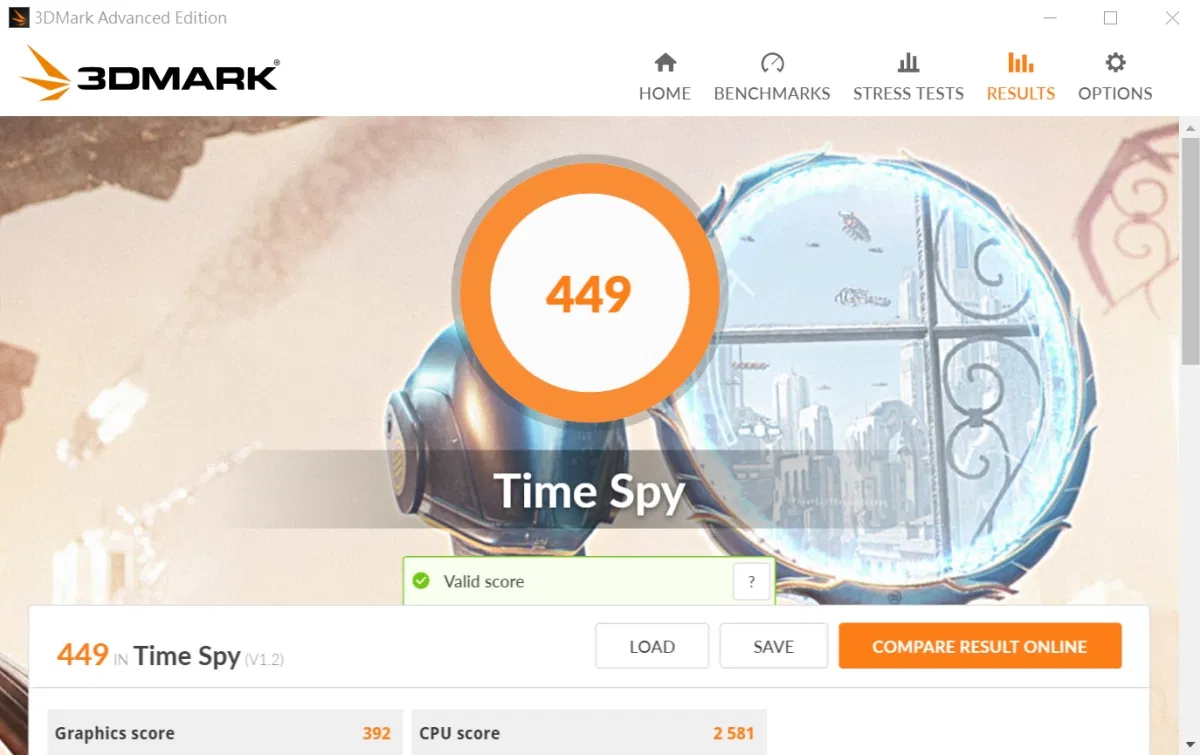 3DMark Advanced Edition
3DMARK®
HOME
BENCHMARKS
STRESS TESTS
RESULTS
OPTIONS
449
Time Spy
Valid score
?
449 IN Time Spy (V1.2)
LOAD
SAVE
COMPARE RESULT ONLINE
Graphics score 392
CPU score 2 581